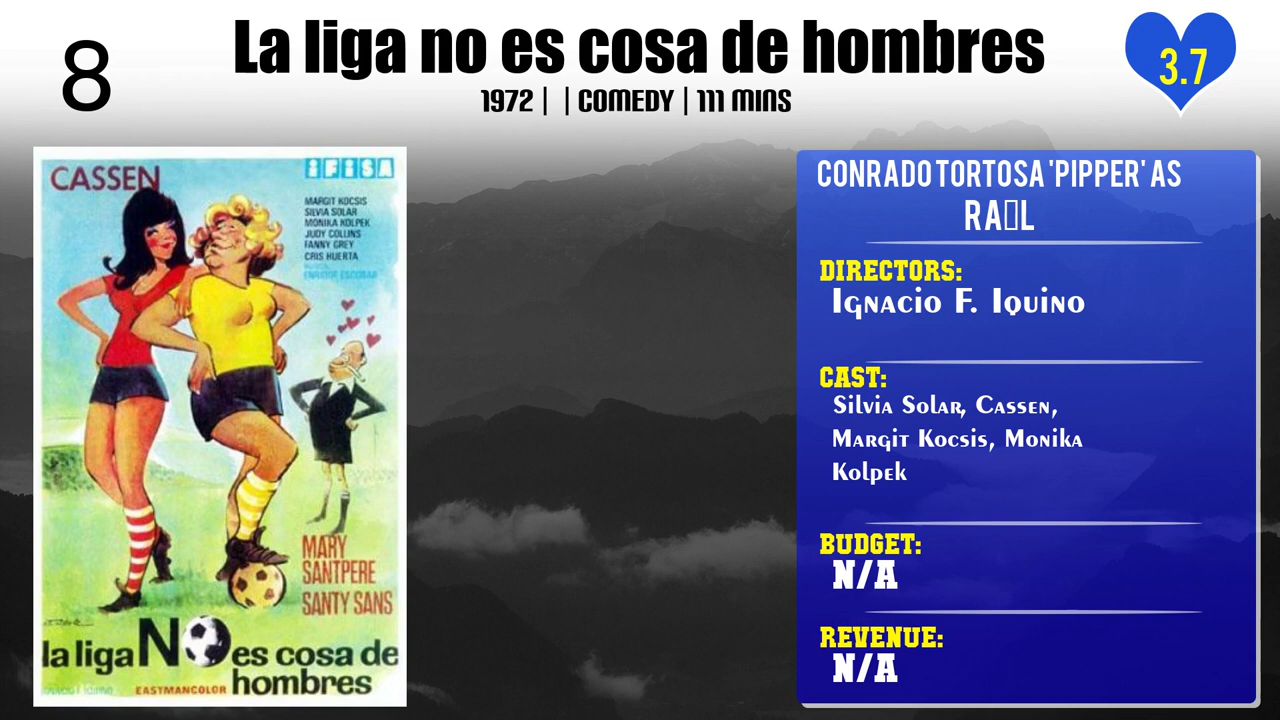 8
La liga no es cosa de hombres
1972 | | COMEDY | 111 MINS
3.7
CASSEN
IFISA
MARGIT KOCSIS
SILVIA SOLAR
MONIKA KOLPEK
JUDY COLLINS
FANNY GREY
CRIS HUERTA
ENRIQUE ESCOBAR
MARY
SANTPERE
SANTY SANS
la liga NO es cosa de
hombres
EASTMANCOLOR
CONRADO TORTOSA 'PIPPER' AS
RA▯L
DIRECTORS:
Ignacio F. Iquino
CAST:
Silvia Solar, Cassen,
Margit Kocsis, Monika
Kolpek
BUDGET:
N/A
REVENUE:
N/A